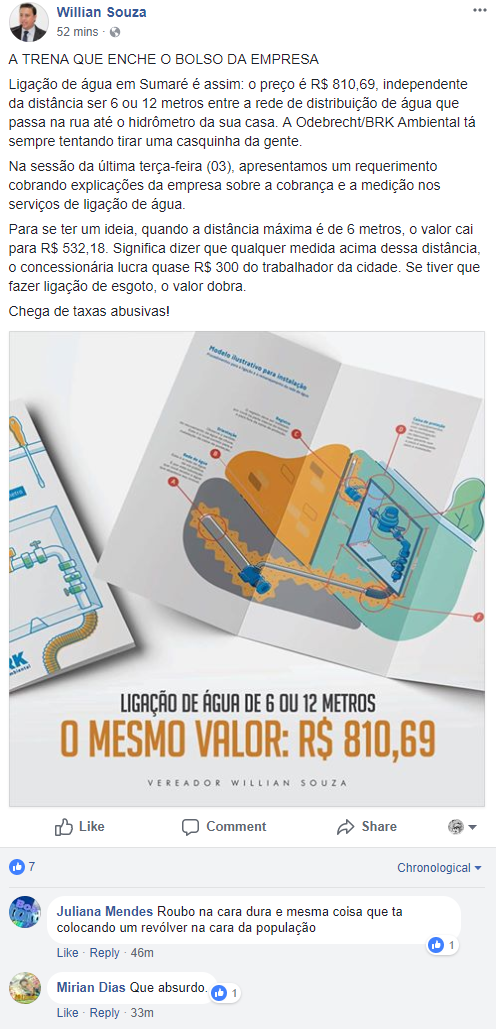 Willian Souza
52 mins ·
A TRENA QUE ENCHE O BOLSO DA EMPRESA
Ligação de água em Sumaré é assim: o preço é R$ 810,69, independente
da distância ser 6 ou 12 metros entre a rede de distribuição de água que
passa na rua até o hidrômetro da sua casa. A Odebrecht/BRK Ambiental tá
sempre tentando tirar uma casquinha da gente.
Na sessão da última terça-feira (03), apresentamos um requerimento
cobrando explicações da empresa sobre a cobrança e a medição nos
serviços de ligação de água.
Para se ter um ideia, quando a distância máxima é de 6 metros, o valor cai
para R$ 532,18. Significa dizer que qualquer medida acima dessa distância,
o concessionária lucra quase R$ 300 do trabalhador da cidade. Se tiver que
fazer ligação de esgoto, o valor dobra.
Chega de taxas abusivas!
Modelo ilustrativo para instalação
A
B
C
D
F
RK
LIGAÇÃO DE ÁGUA DE 6 OU 12 METROS
O MESMO VALOR: R$ 810,69
VEREADOR WILLIAN SOUZA
Like
Comment
Share
7
Chronological
Juliana Mendes Roubo na cara dura e mesma coisa que ta
colocando um revólver na cara da população
1
Like · Reply · 46m
Mirian Dias Que absurdo.
1
Like · Reply · 33m